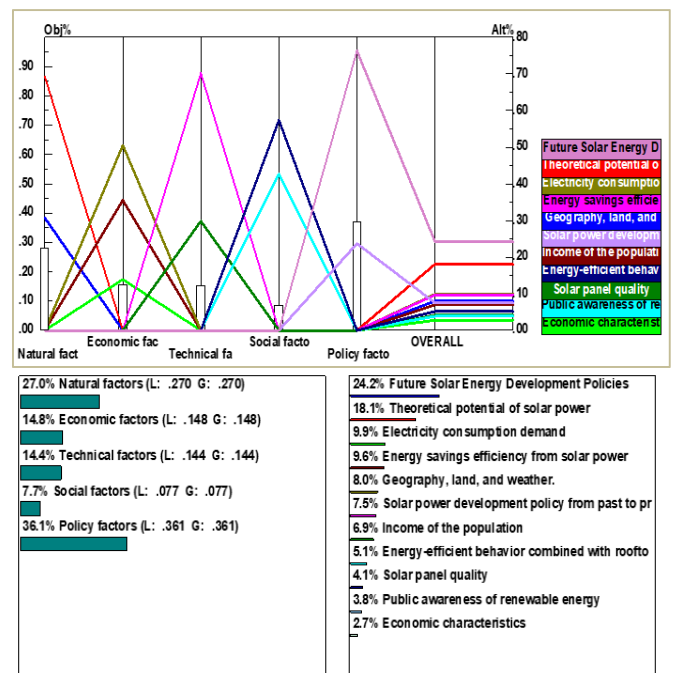 Obj%
Alt%
.90
.80
.70
.60
.50
.40
.30
.20
.10
.00
80
70
60
50
40
30
20
10
00
Natural fact
Economic fac
Technical fa
Social facto
Policy facto
OVERALL
Future Solar Energy D
Theoretical potential o
Electricity consumptio
Energy savings efficie
Geography, land, and
Solar power developm
Income of the populati
Energy-efficient behav
Solar panel quality
Public awareness of re
Economic characterist
27.0% Natural factors (L: .270 G: .270)
14.8% Economic factors (L: .148 G: .148)
14.4% Technical factors (L: .144 G: .144)
7.7% Social factors (L: .077 G: .077)
36.1% Policy factors (L: .361 G: .361)
24.2% Future Solar Energy Development Policies
18.1% Theoretical potential of solar power
9.9% Electricity consumption demand
9.6% Energy savings efficiency from solar power
8.0% Geography, land, and weather.
7.5% Solar power development policy from past to pr
6.9% Income of the population
5.1% Energy-efficient behavior combined with roofto
4.1% Solar panel quality
3.8% Public awareness of renewable energy
2.7% Economic characteristics